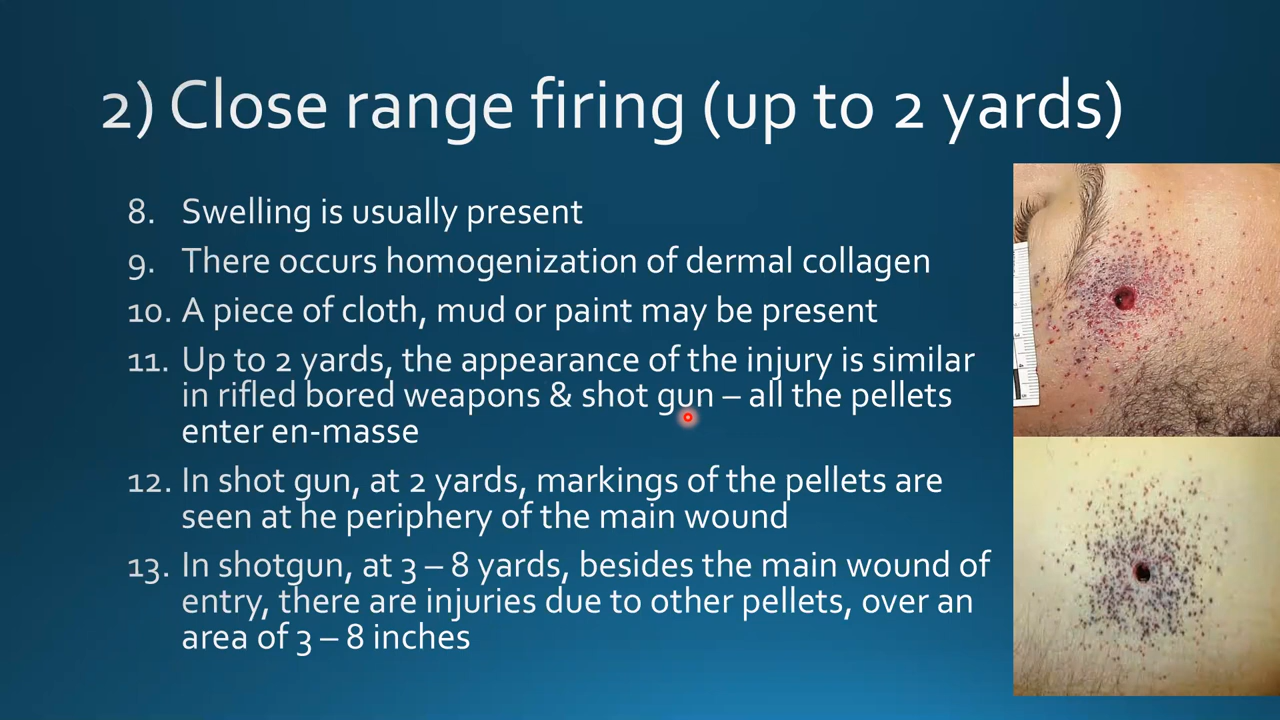 2) Close range firing (up to 2 yards)
8. Swelling is usually present
9. There occurs homogenization of dermal collagen
10. A piece of cloth, mud or paint may be present
11. Up to 2 yards, the appearance of the injury is similar
in rifled bored weapons & shot gun – all the pellets
enter en-masse
12. In shot gun, at 2 yards, markings of the pellets are
seen at he periphery of the main wound
13. In shotgun, at 3 – 8 yards, besides the main wound of
entry, there are injuries due to other pellets, over an
area of 3 – 8 inches